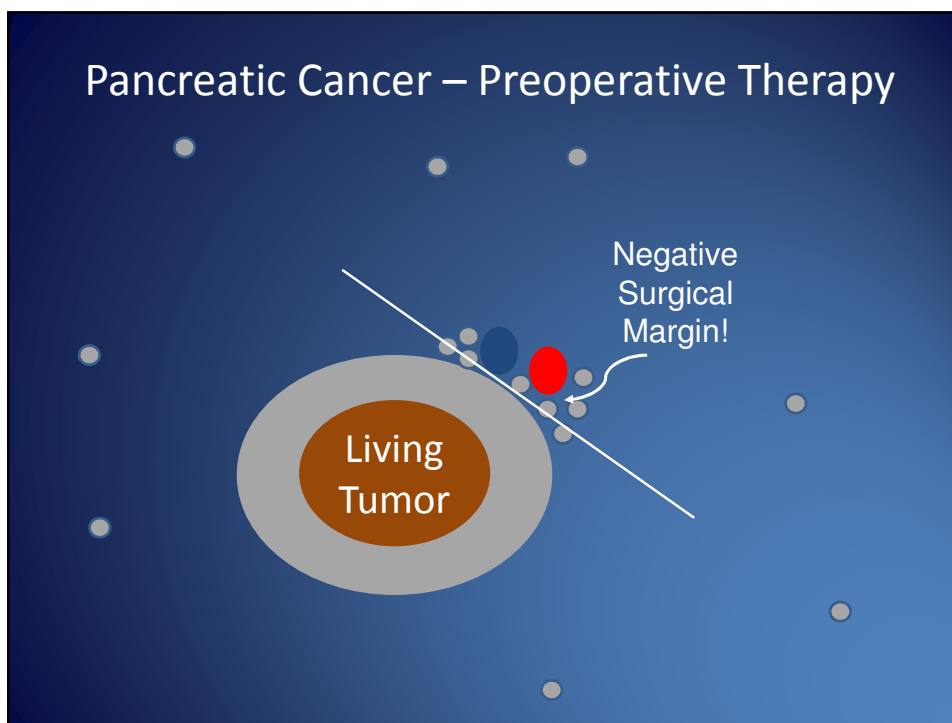 Pancreatic Cancer – Preoperative Therapy
Negative
Surgical
Margin!
Living
Tumor